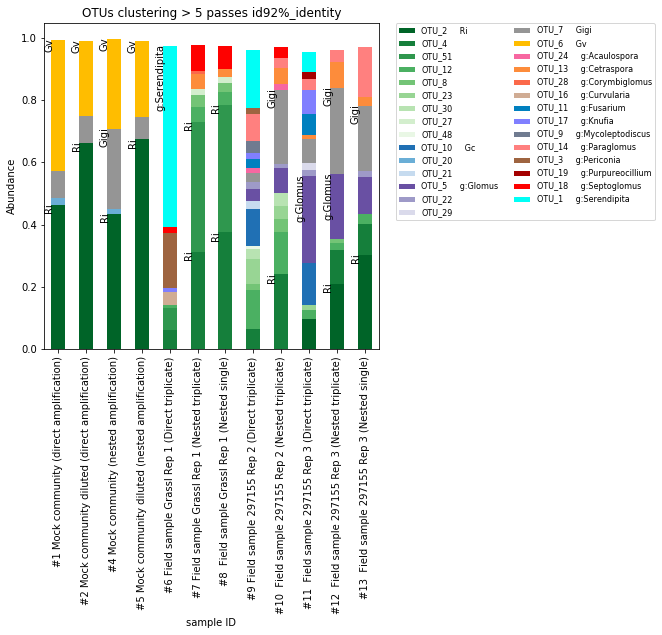 OTUs clustering > 5 passes id92%_identity
Abundance
1.0
0.8
0.6
0.4
0.2
0.0
Gv
Gv
Gv
Gv
g:Serendipita
Ri
Ri
Gigi
Ri
Ri
Ri
Ri
Ri
Ri
Gigi
Ri
g:Glomus
Gigi
g:Glomus
Ri
Gigi
Ri
#1 Mock community (direct amplification)
#2 Mock community diluted (direct amplification)
#4 Mock community (nested amplification)
#5 Mock community diluted (nested amplification)
#6 Field sample Grassl Rep 1 (Direct triplicate)
#7 Field sample Grassl Rep 1 (Nested triplicate)
#8 Field sample Grassl Rep 1 (Nested single)
#9 Field sample 297155 Rep 2 (Direct triplicate)
#10 Field sample 297155 Rep 2 (Nested triplicate)
#11 Field sample 297155 Rep 3 (Direct triplicate)
#12 Field sample 297155 Rep 3 (Nested triplicate)
#13 Field sample 297155 Rep 3 (Nested single)
sample ID
OTU_2 Ri
OTU_4
OTU_51
OTU_12
OTU_8
OTU_23
OTU_30
OTU_27
OTU_48
OTU_10 Gc
OTU_20
OTU_21
OTU_5 g:Glomus
OTU_22
OTU_29
OTU_7 Gigi
OTU_6 Gv
OTU_24 g:Acaulospora
OTU_13 g:Cetraspora
OTU_28 g:Corymbiglomus
OTU_16 g:Curvularia
OTU_11 g:Fusarium
OTU_17 g:Knufia
OTU_9 g:Mycoleptodiscus
OTU_14 g:Paraglomus
OTU_3 g:Periconia
OTU_19 g:Purpureocillium
OTU_18 g:Septoglomus
OTU_1 g:Serendipita